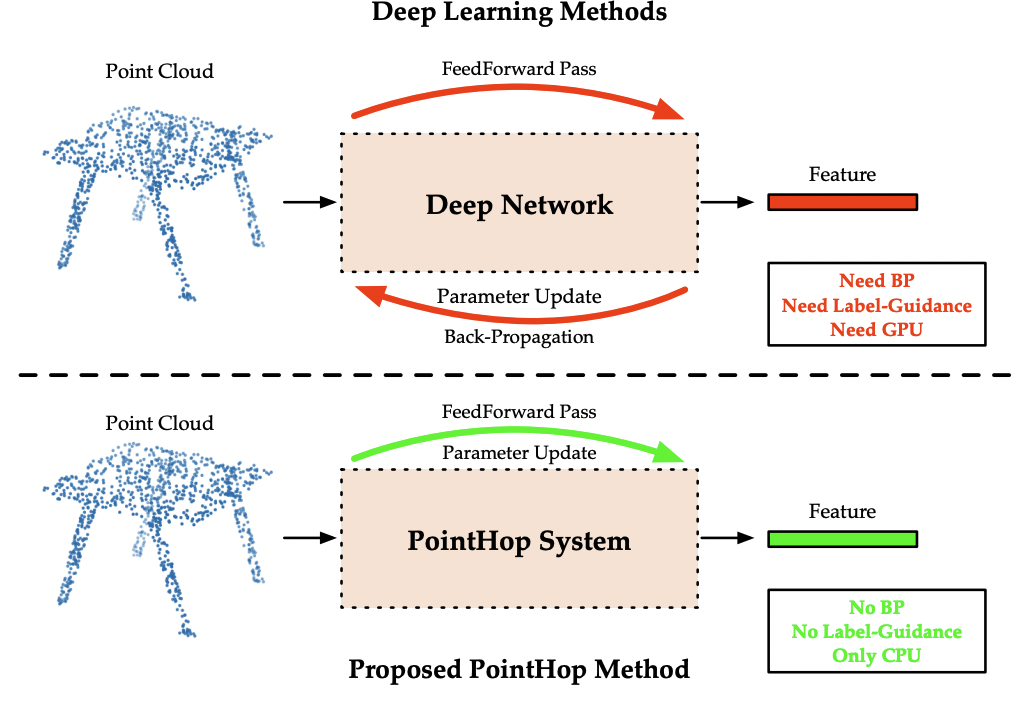 Deep Learning Methods
Point Cloud
FeedForward Pass
Deep Network
Feature
Parameter Update
Back-Propagation
Need BP
Need Label-Guidance
Need GPU
Point Cloud
FeedForward Pass
Parameter Update
PointHop System
Feature
No BP
No Label-Guidance
Only CPU
Proposed PointHop Method